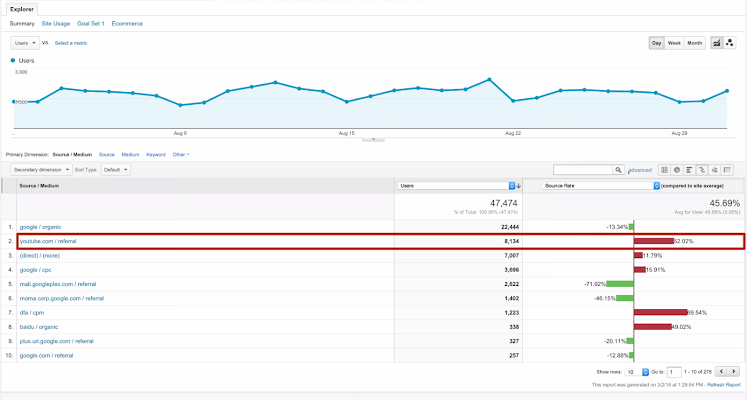 Explorer
Summary Site Usage Goal Set 1 Ecommerce
Users VS. Select a metric Day Week Month
Users
3,000
1,500
... Aug 8 Aug 15 Aug 22 Aug 29
Primary Dimension: Source / Medium Source Medium Keyword Other
Secondary dimension Sort Type: Default advanced
Source / Medium Users Bounce Rate (compared to site average)
47,474 45.69%
% of Total: 100.00% (47,474) Avg for View: 45.69% (0.00%)
1. google / organic 22,444 -13.34%
2. youtube.com / referral 8,134 52.02%
3. (direct) / (none) 7,007 11.79%
4. google / cpc 3,696 15.91%
5. mall.googleplex.com / referral 2,622 -71.92%
6. moma.corp.google.com / referral 1,402 -46.15%
7. dfa / cpm 1,223 89.54%
8. baidu / organic 338 49.02%
9. plus.url.google.com / referral 327 -20.11%
10. google.com / referral 257 -12.88%
Show rows: 10 Go to: 1 1 - 10 of 278
This report was generated on 3/2/16 at 1:28:54 PM - Refresh Report